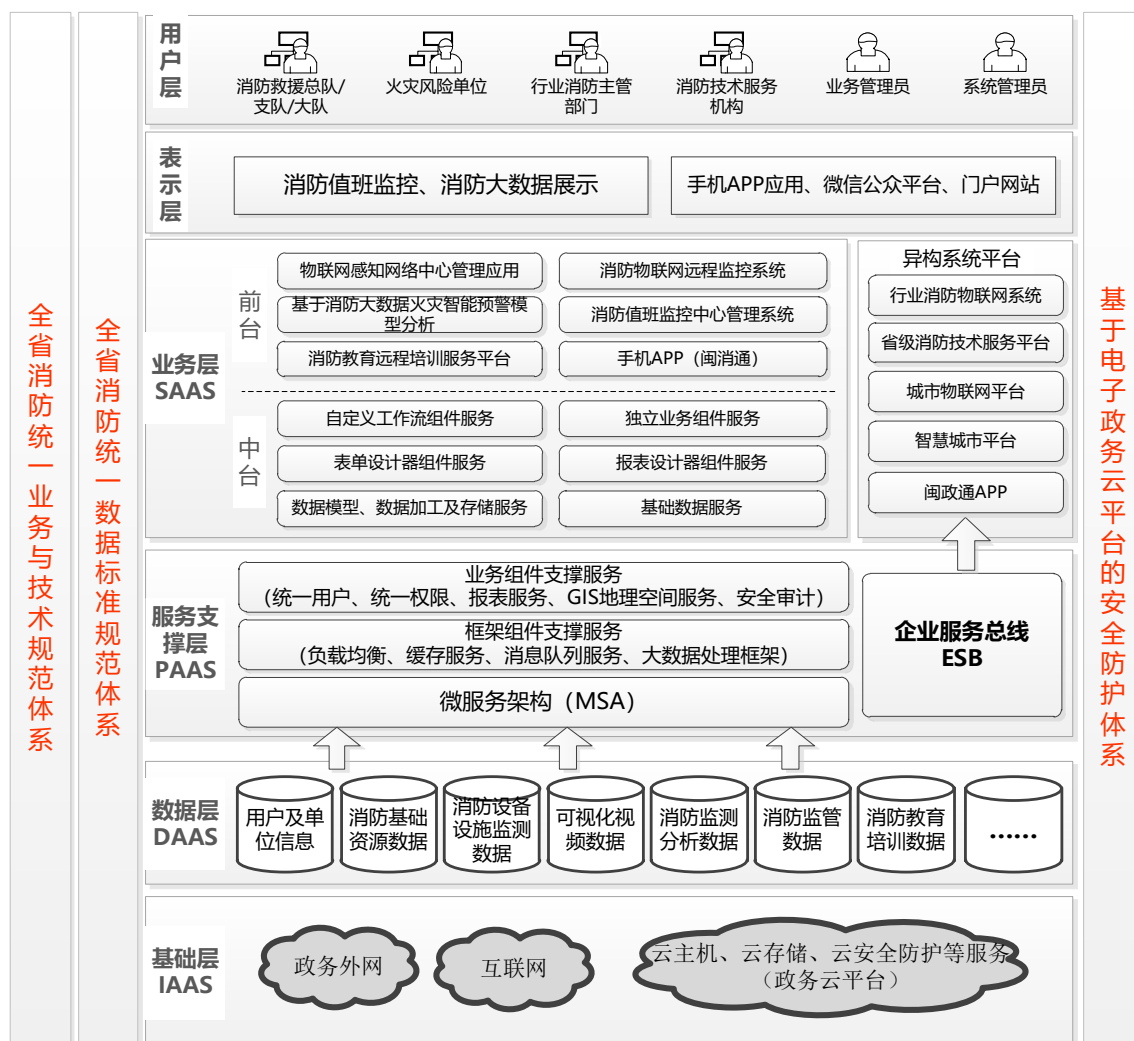 全省消防统一业务与技术规范体系
全省消防统一数据标准规范体系
用户层
消防救援总队/
支队/大队
火灾风险单位
行业消防主管
部门
消防技术服务
机构
业务管理员
系统管理员
表示层
消防值班监控、消防大数据展示
手机APP应用、微信公众平台、门户网站
业务层
SAAS
前台
物联网感知网络中心管理应用
消防物联网远程监控系统
基于消防大数据火灾智能预警模
型分析
消防值班监控中心管理系统
消防教育远程培训服务平台
手机APP（闽消通）
中台
自定义工作流组件服务
独立业务组件服务
表单设计器组件服务
报表设计器组件服务
数据模型、数据加工及存储服务
基础数据服务
异构系统平台
行业消防物联网系统
省级消防技术服务平台
城市物联网平台
智慧城市平台
闽政通APP
服务支
撑层
PAAS
业务组件支撑服务
（统一用户、统一权限、报表服务、GIS地理空间服务、安全审计）
框架组件支撑服务
（负载均衡、缓存服务、消息队列服务、大数据处理框架）
微服务架构（MSA）
企业服务总线
ESB
数据层
DAAS
用户及单
位信息
消防基础
资源数据
消防设备
设施监测
数据
可视化视
频数据
消防监测
分析数据
消防监管
数据
消防教育
培训数据
……
基础层
IAAS
政务外网
互联网
云主机、云存储、云安全防护等服务
（政务云平台）
基于电子政务云平台的安全防护体系